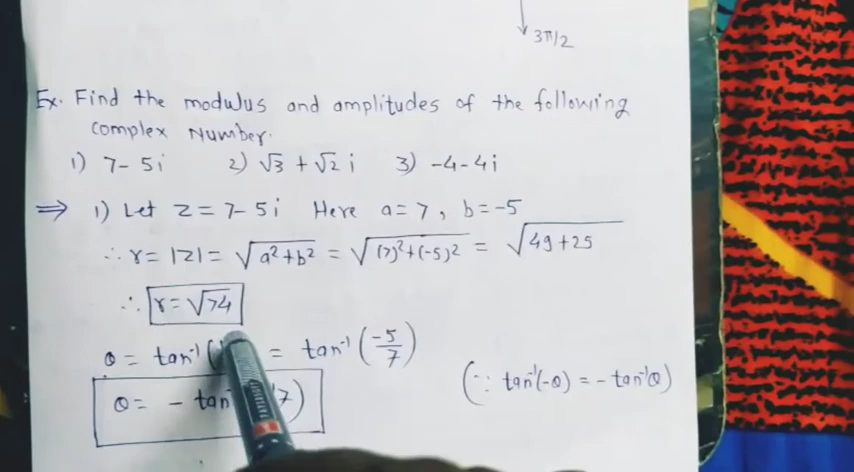 3π/2
Ex. Find the modulus and amplitudes of the following
complex Number.
1) 7-5i 2) √3 + √2 i 3) -4-4i
⇒ 1) Let z = 7-5i Here a=7, b=-5
∴ r = |z| = √(a²+b²) = √((7)²+(-5)²) = √(49+25)
∴ r = √74
θ = tan⁻¹( = tan⁻¹(-5/7)
θ = - tan 7) (∵ tan⁻¹(-θ) = - tan⁻¹θ)